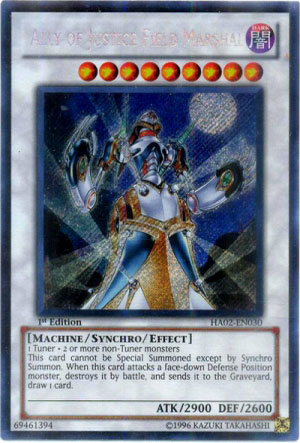 ALLY OF JUSTICE FIELD MARSHAL
DARK
闇
1st Edition
HA02-EN030
[MACHINE/SYNCHRO/EFFECT]
1 Tuner + 2 or more non-Tuner monsters
This card cannot be Special Summoned except by Synchro
Summon. When this card attacks a face-down Defense Position
monster, destroys it by battle, and sends it to the Graveyard,
draw 1 card.
ATK/2900 DEF/2600
69461394
©1996 KAZUKI TAKAHASHI